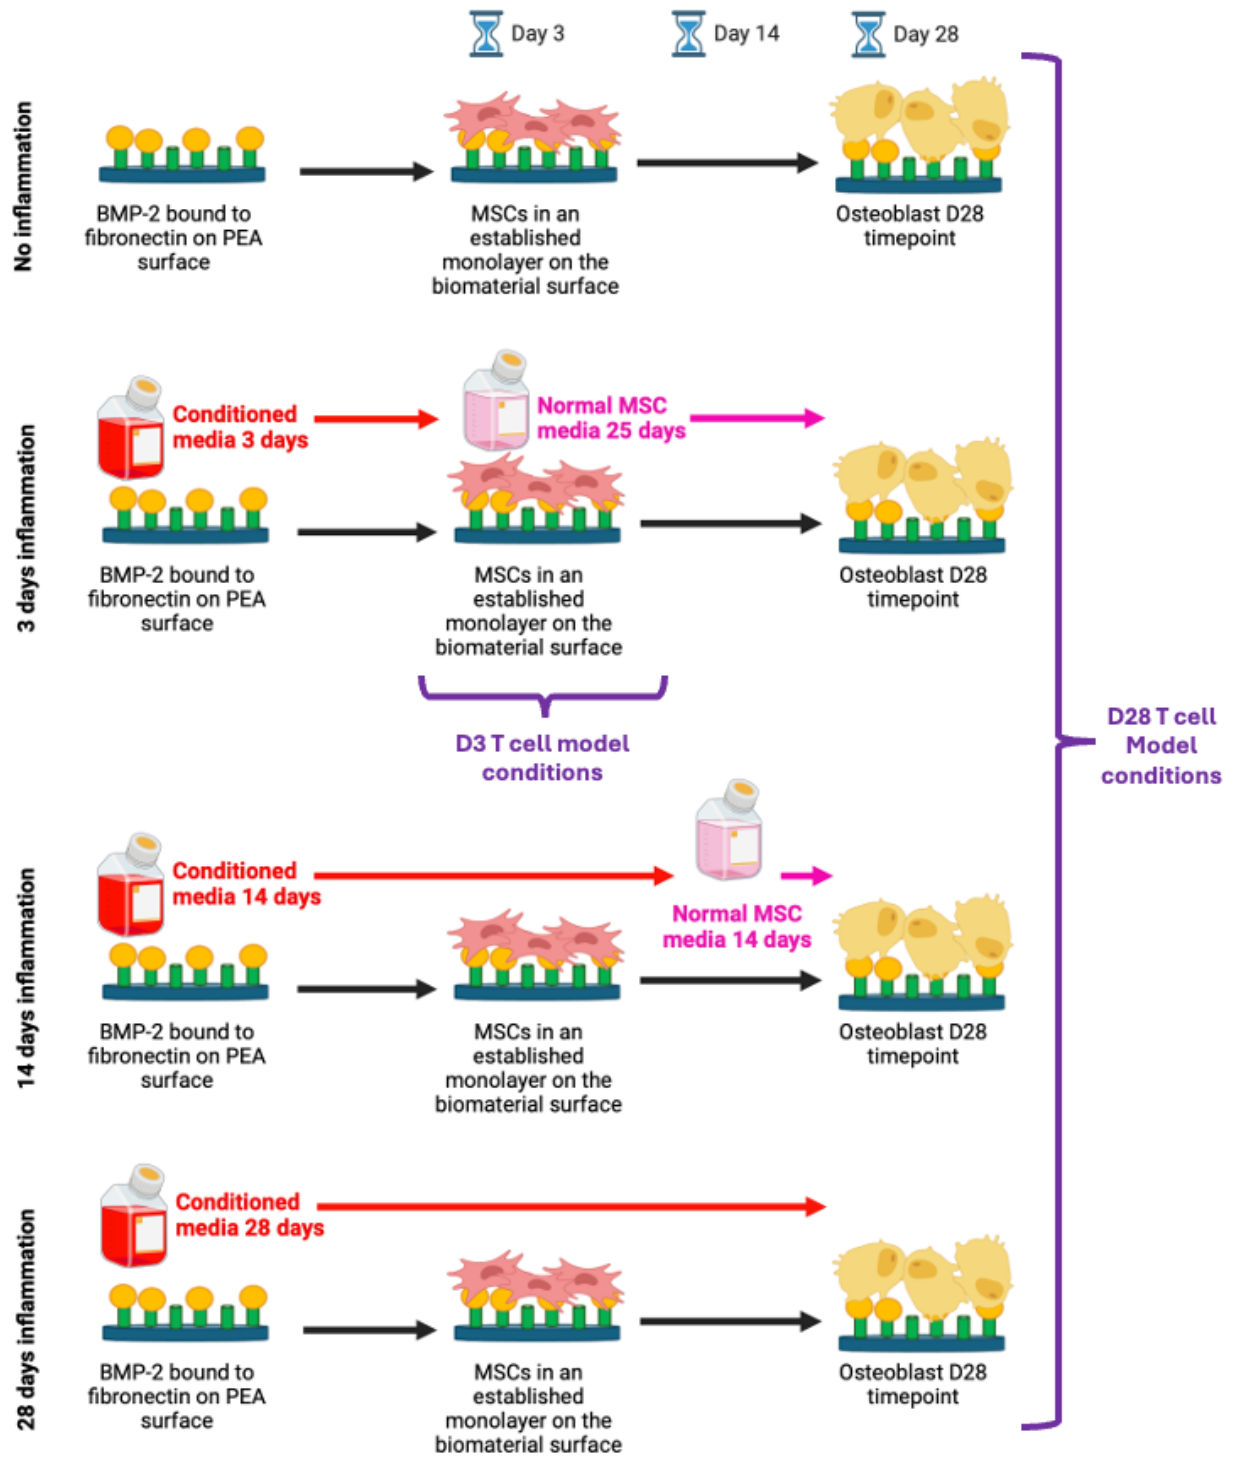 Day 3
Day 14
Day 28
No inflammation
BMP-2 bound to
fibronectin on PEA
surface
MSCs in an
established
monolayer on the
biomaterial surface
Osteoblast D28
timepoint
3 days inflammation
Conditioned
media 3 days
Normal MSC
media 25 days
BMP-2 bound to
fibronectin on PEA
surface
MSCs in an
established
monolayer on the
biomaterial surface
Osteoblast D28
timepoint
D3 T cell model
conditions
D28 T cell
Model
conditions
14 days inflammation
Conditioned
media 14 days
Normal MSC
media 14 days
BMP-2 bound to
fibronectin on PEA
surface
MSCs in an
established
monolayer on the
biomaterial surface
Osteoblast D28
timepoint
28 days inflammation
Conditioned
media 28 days
BMP-2 bound to
fibronectin on PEA
surface
MSCs in an
established
monolayer on the
biomaterial surface
Osteoblast D28
timepoint